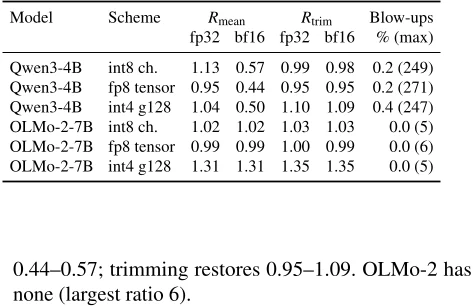 Model Scheme Rmean Rtrim Blow-ups
fp32 bf16 fp32 bf16 % (max)
Qwen3-4B int8 ch. 1.13 0.57 0.99 0.98 0.2 (249)
Qwen3-4B fp8 tensor 0.95 0.44 0.95 0.95 0.2 (271)
Qwen3-4B int4 g128 1.04 0.50 1.10 1.09 0.4 (247)
OLMo-2-7B int8 ch. 1.02 1.02 1.03 1.03 0.0 (5)
OLMo-2-7B fp8 tensor 0.99 0.99 1.00 0.99 0.0 (6)
OLMo-2-7B int4 g128 1.31 1.31 1.35 1.35 0.0 (5)
0.44–0.57; trimming restores 0.95–1.09. OLMo-2 has
none (largest ratio 6).